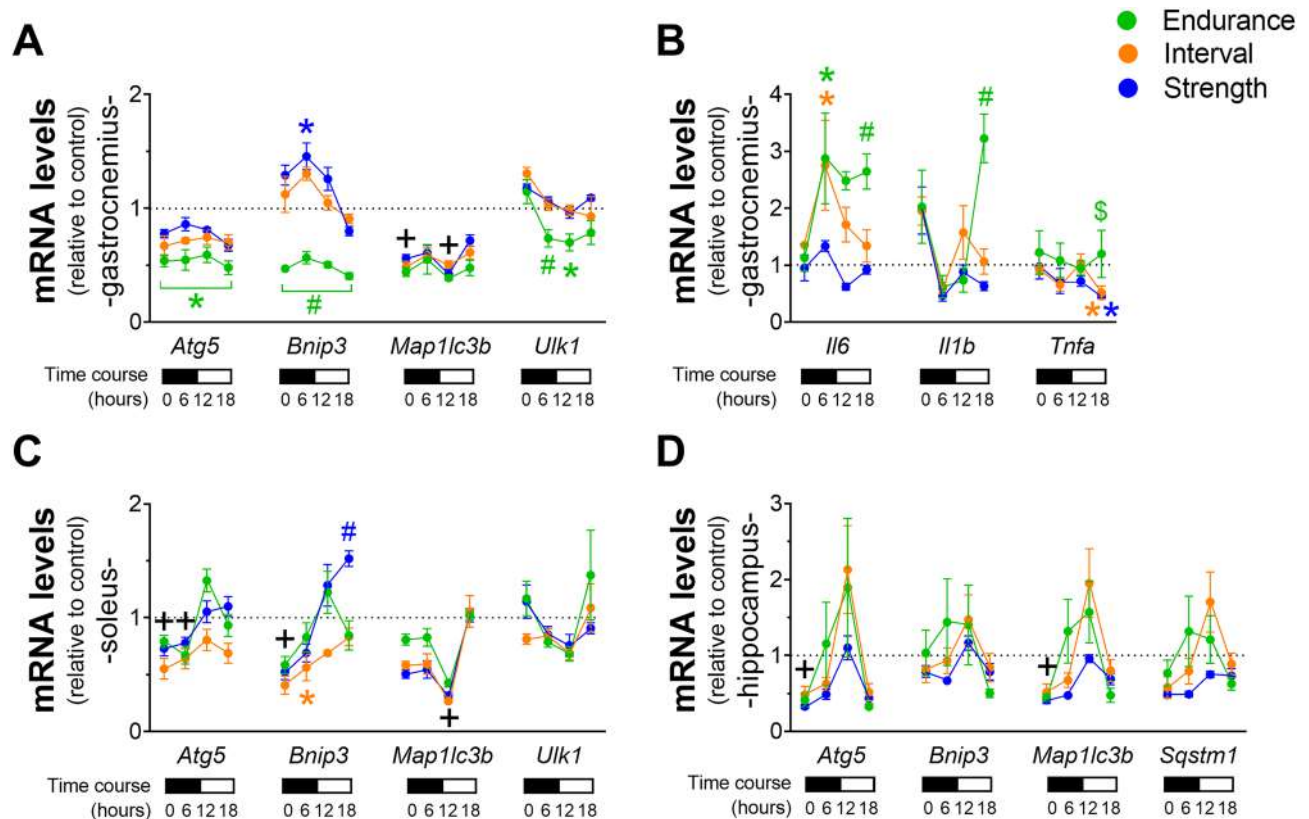 Endurance
Interval
Strength
A
mRNA levels
(relative to control)
-gastrocnemius-
2
1
0
*
*
#
+ +
# *
Atg5 Bnip3 Map1lc3b Ulk1
Time course
(hours)
0 6 12 18 0 6 12 18 0 6 12 18 0 6 12 18
B
mRNA levels
(relative to control)
-gastrocnemius-
4
3
2
1
0
*
*
#
#
$
* *
Il6 Il1b Tnfa
Time course
(hours)
0 6 12 18 0 6 12 18 0 6 12 18
C
mRNA levels
(relative to control)
-soleus-
2
1
0
+ +
+
#
*
+
Atg5 Bnip3 Map1lc3b Ulk1
Time course
(hours)
0 6 12 18 0 6 12 18 0 6 12 18 0 6 12 18
D
mRNA levels
(relative to control)
-hippocampus-
3
2
1
0
+ +
Atg5 Bnip3 Map1lc3b Sqstm1
Time course
(hours)
0 6 12 18 0 6 12 18 0 6 12 18 0 6 12 18